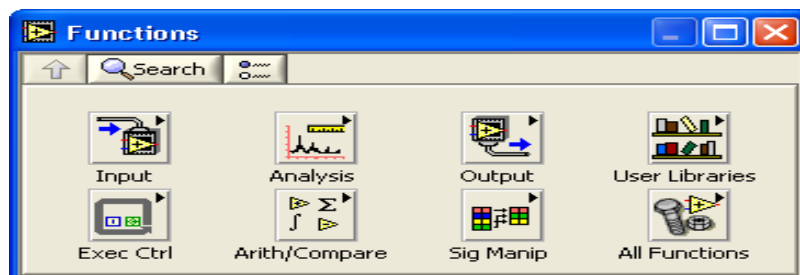 Functions
Search
Input Analysis Output User Libraries
Exec Ctrl Arith/Compare Sig Manip All Functions